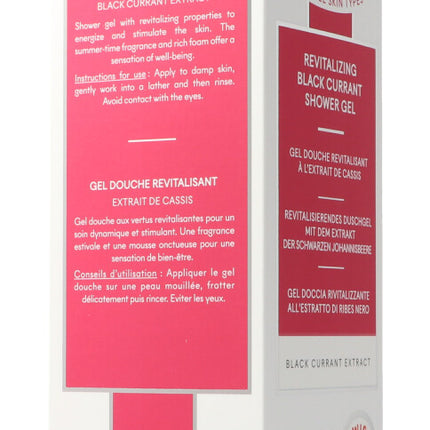 BLACK CURRANT EXTRACT
Shower gel with revitalizing properties to
energize and stimulate the skin. The
summer-time fragrance and rich foam offer a
sensation of well-being.
Instructions for use : Apply to damp skin,
gently work into a lather and then rinse.
Avoid contact with the eyes.
GEL DOUCHE REVITALISANT
EXTRAIT DE CASSIS
Gel douche aux vertus revitalisantes pour un
soin dynamique et stimulant. Une fragrance
estivale et une mousse onctueuse pour une
sensation de bien-être.
Conseils d'utilisation : Appliquer le gel
douche sur une peau mouillée, frotter
délicatement puis rincer. Eviter les yeux.
SKIN TYPES
REVITALIZING
BLACK CURRANT
SHOWER GEL
GEL DOUCHE REVITALISANT
À L'EXTRAIT DE CASSIS
REVITALISIERENDES DUSCHGEL
MIT DEM EXTRAKT
DER SCHWARZEN JOHANNISBEERE
GEL DOCCIA RIVITALIZZANTE
ALL'ESTRATTO DI RIBES NERO
BLACK CURRANT EXTRACT